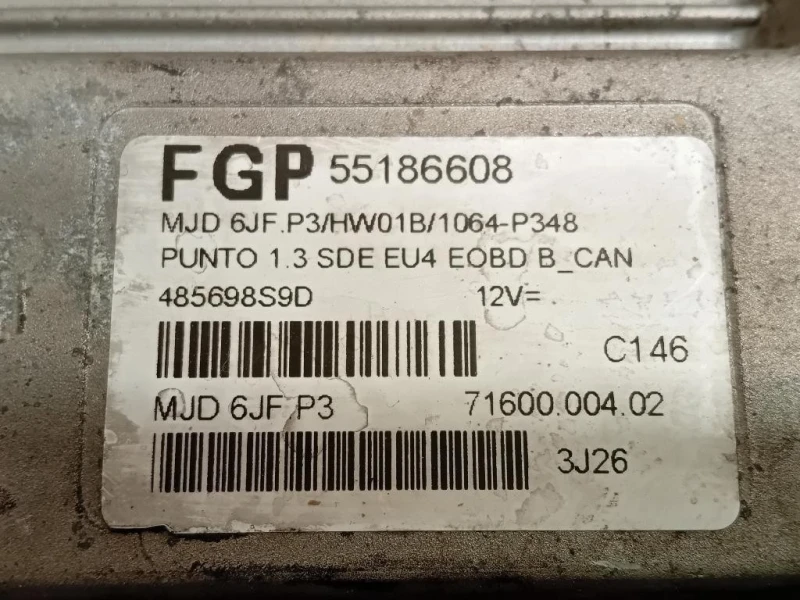 FGP 55186608
MJD 6JF.P3/HW01B/1064-P348
PUNTO 1.3 SDE EU4 EOBD B_CAN
485698S9D 12V=
C146
MJD 6JF.P3 71600.004.02
3J26